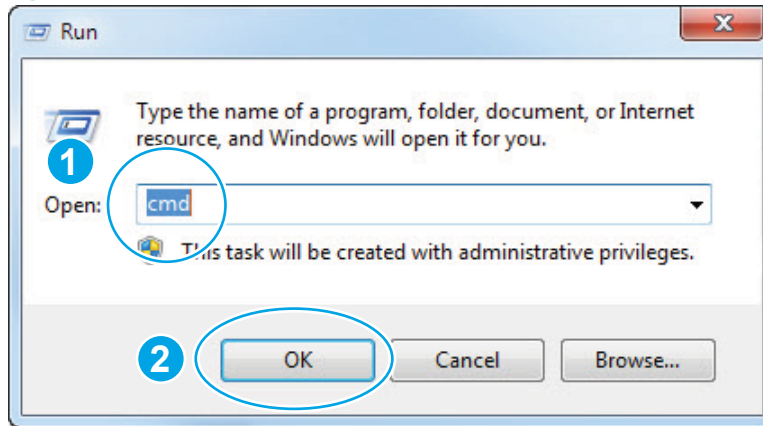 Run
Type the name of a program, folder, document, or Internet
resource, and Windows will open it for you.
1
Open: cmd
This task will be created with administrative privileges.
2 OK Cancel Browse...